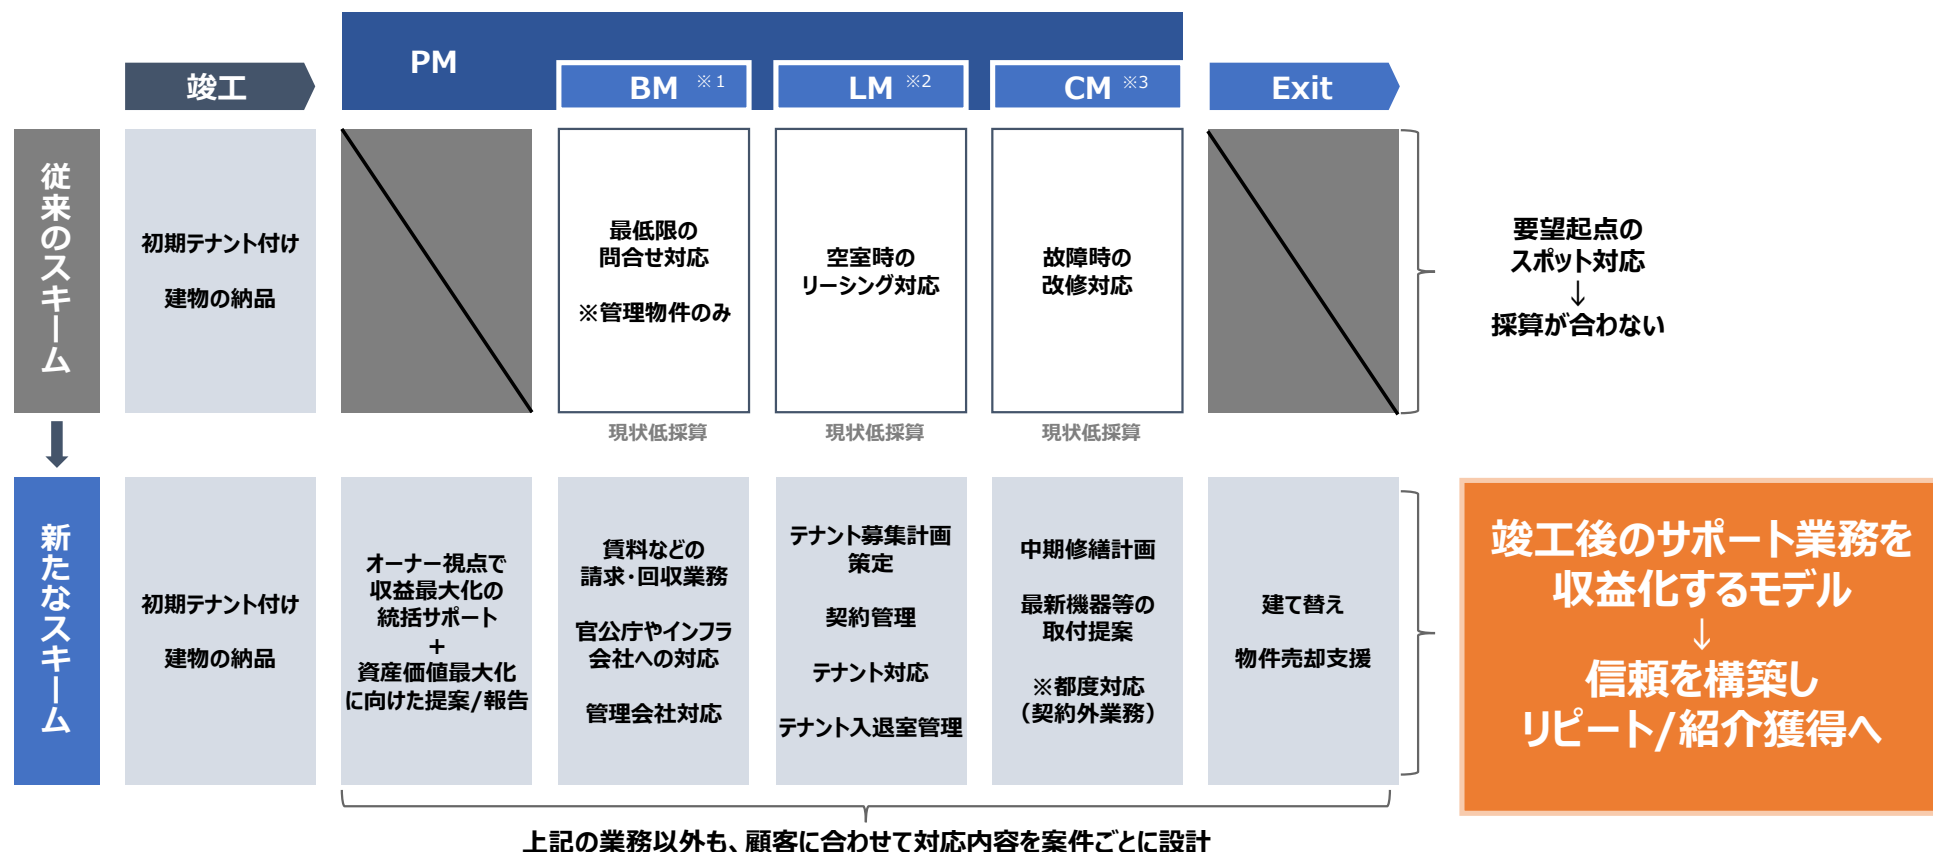 PM
竣工
BM ※1
LM ※2
CM ※3
Exit
従来のスキーム
初期テナント付け
建物の納品
最低限の
問合せ対応
※管理物件のみ
空室時の
リーシング対応
故障時の
改修対応
要望起点の
スポット対応
↓
採算が合わない
現状低採算
現状低採算
現状低採算
新たなスキーム
初期テナント付け
建物の納品
オーナー視点で
収益最大化の
統括サポート
+
資産価値最大化
に向けた提案/報告
賃料などの
請求・回収業務
官公庁やインフラ
会社への対応
管理会社対応
テナント募集計画
策定
契約管理
テナント対応
テナント入退室管理
中期修繕計画
最新機器等の
取付提案
※都度対応
（契約外業務）
建て替え
物件売却支援
竣工後のサポート業務を
収益化するモデル
↓
信頼を構築し
リピート/紹介獲得へ
上記の業務以外も、顧客に合わせて対応内容を案件ごとに設計